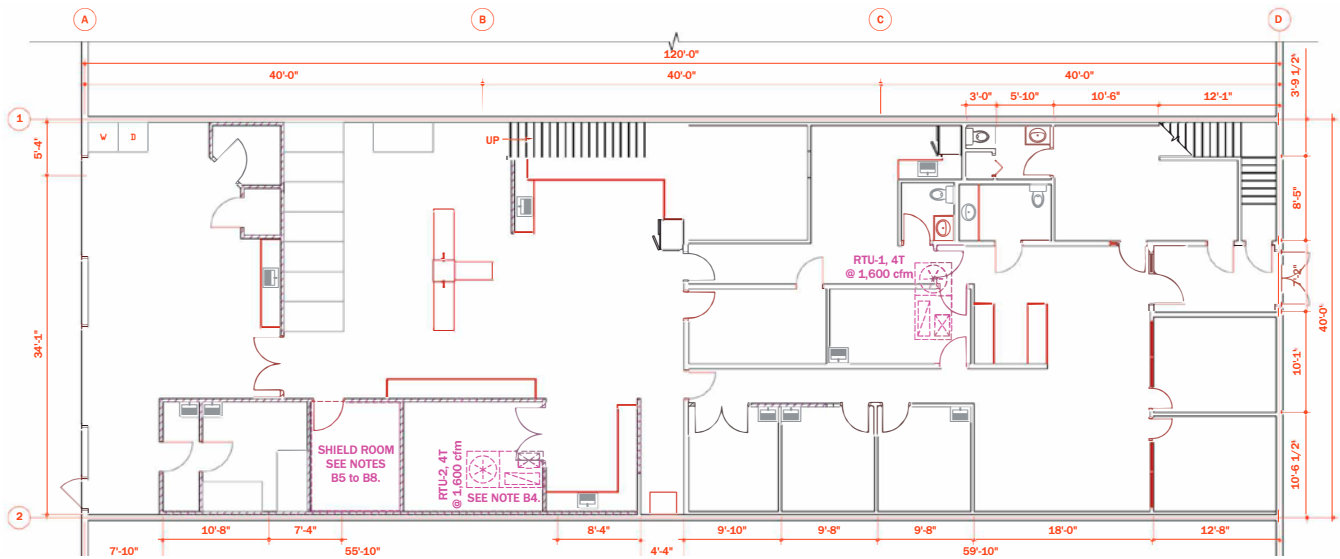 A
B
C
D
120'-0"
40'-0"
40'-0"
40'-0"
3'-9 1/2"
3'-0"
5'-10"
10'-6"
12'-1"
1
W
D
UP
5'-4"
8'-5"
RTU-1, 4T
@ 1,600 cfm
7'-2"
34'-1"
40'-0"
10'-1"
SHIELD ROOM
SEE NOTES
B5 to B8.
RTU-2, 4T
@ 1,600 cfm
SEE NOTE B4.
10'-6 1/2"
2
10'-8"
7'-4"
8'-4"
9'-10"
9'-8"
9'-8"
18'-0"
12'-8"
7'-10"
55'-10"
4'-4"
59'-10"